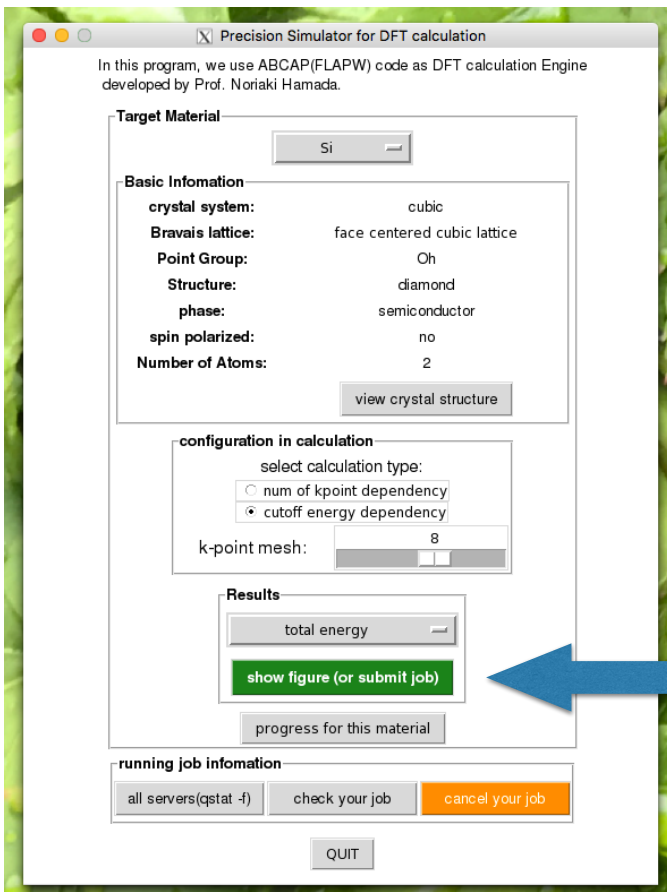 Precision Simulator for DFT calculation
In this program, we use ABCAP(FLAPW) code as DFT calculation Engine
developed by Prof. Noriaki Hamada.
Target Material
Si
Basic Infomation
crystal system: cubic
Bravais lattice: face centered cubic lattice
Point Group: Oh
Structure: diamond
phase: semiconductor
spin polarized: no
Number of Atoms: 2
view crystal structure
configuration in calculation
select calculation type:
num of kpoint dependency
cutoff energy dependency
8
k-point mesh:
Results
total energy
show figure (or submit job)
progress for this material
running job infomation
all servers(qstat -f) check your job cancel your job
QUIT